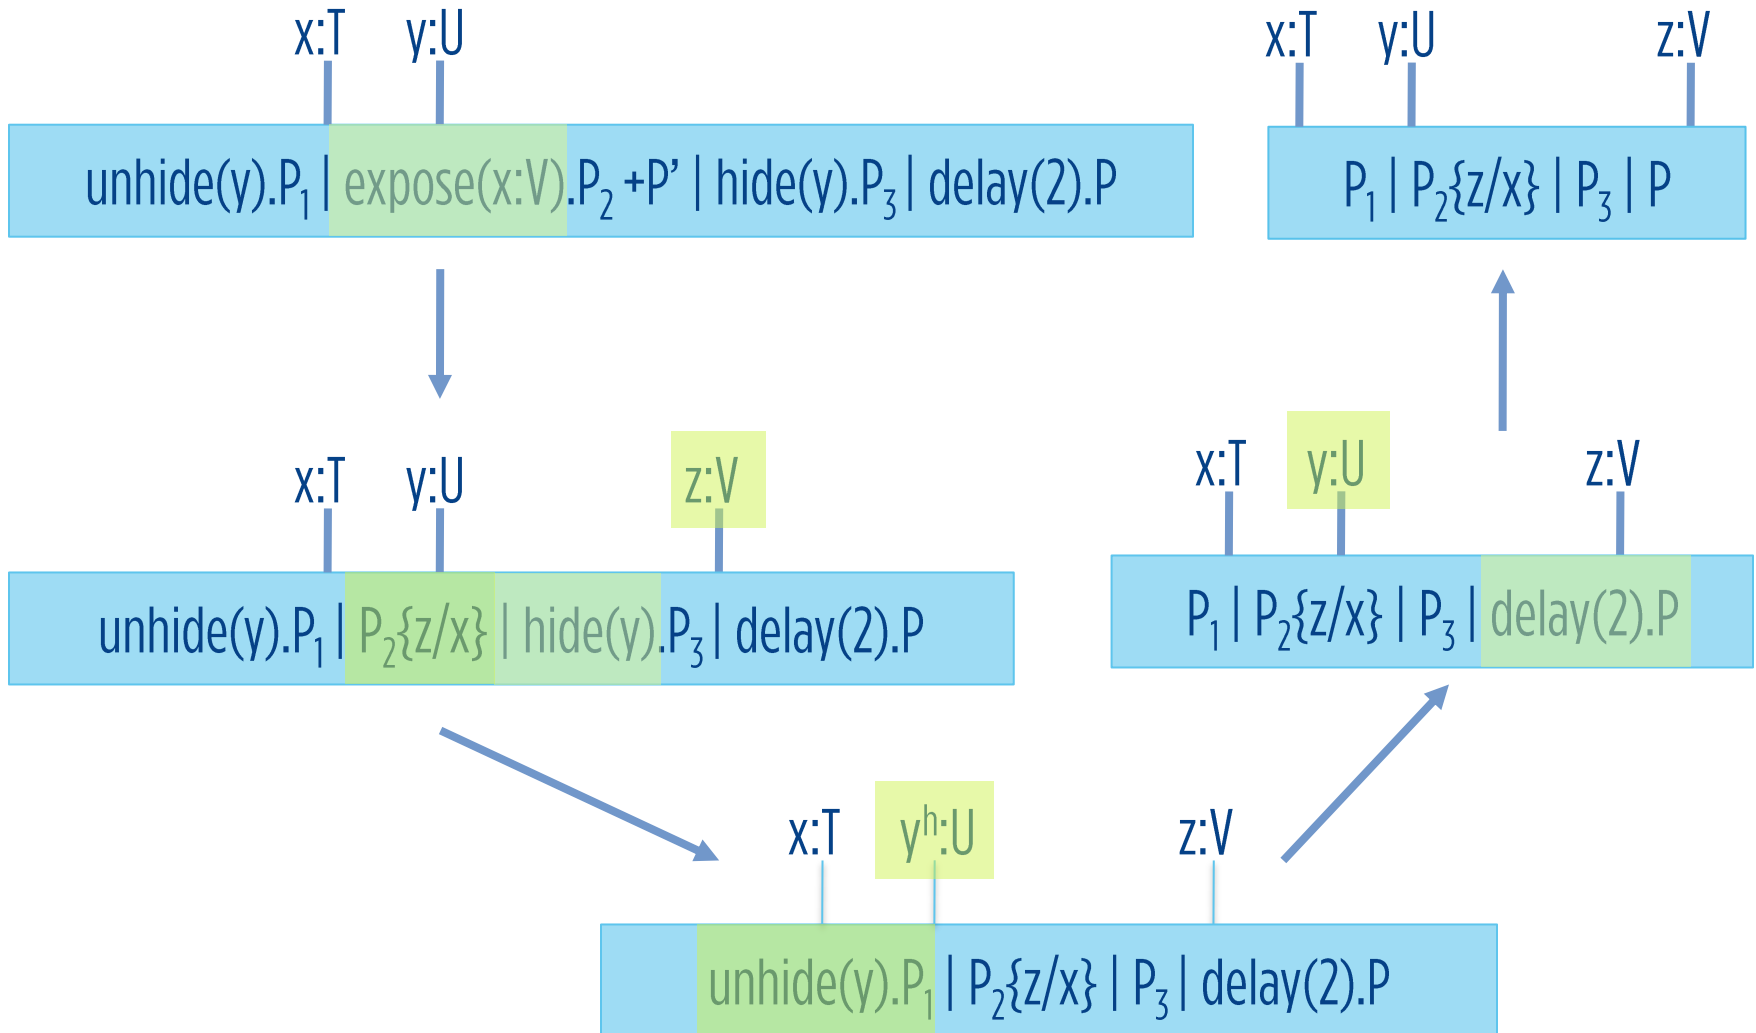 x:T y:U
unhide(y).P₁ | expose(x:V).P₂ +P’ | hide(y).P₃ | delay(2).P
x:T y:U z:V
unhide(y).P₁ | P₂{z/x} | hide(y).P₃ | delay(2).P
x:T yʰ:U z:V
unhide(y).P₁ | P₂{z/x} | P₃ | delay(2).P
x:T y:U z:V
P₁ | P₂{z/x} | P₃ | delay(2).P
x:T y:U z:V
P₁ | P₂{z/x} | P₃ | P